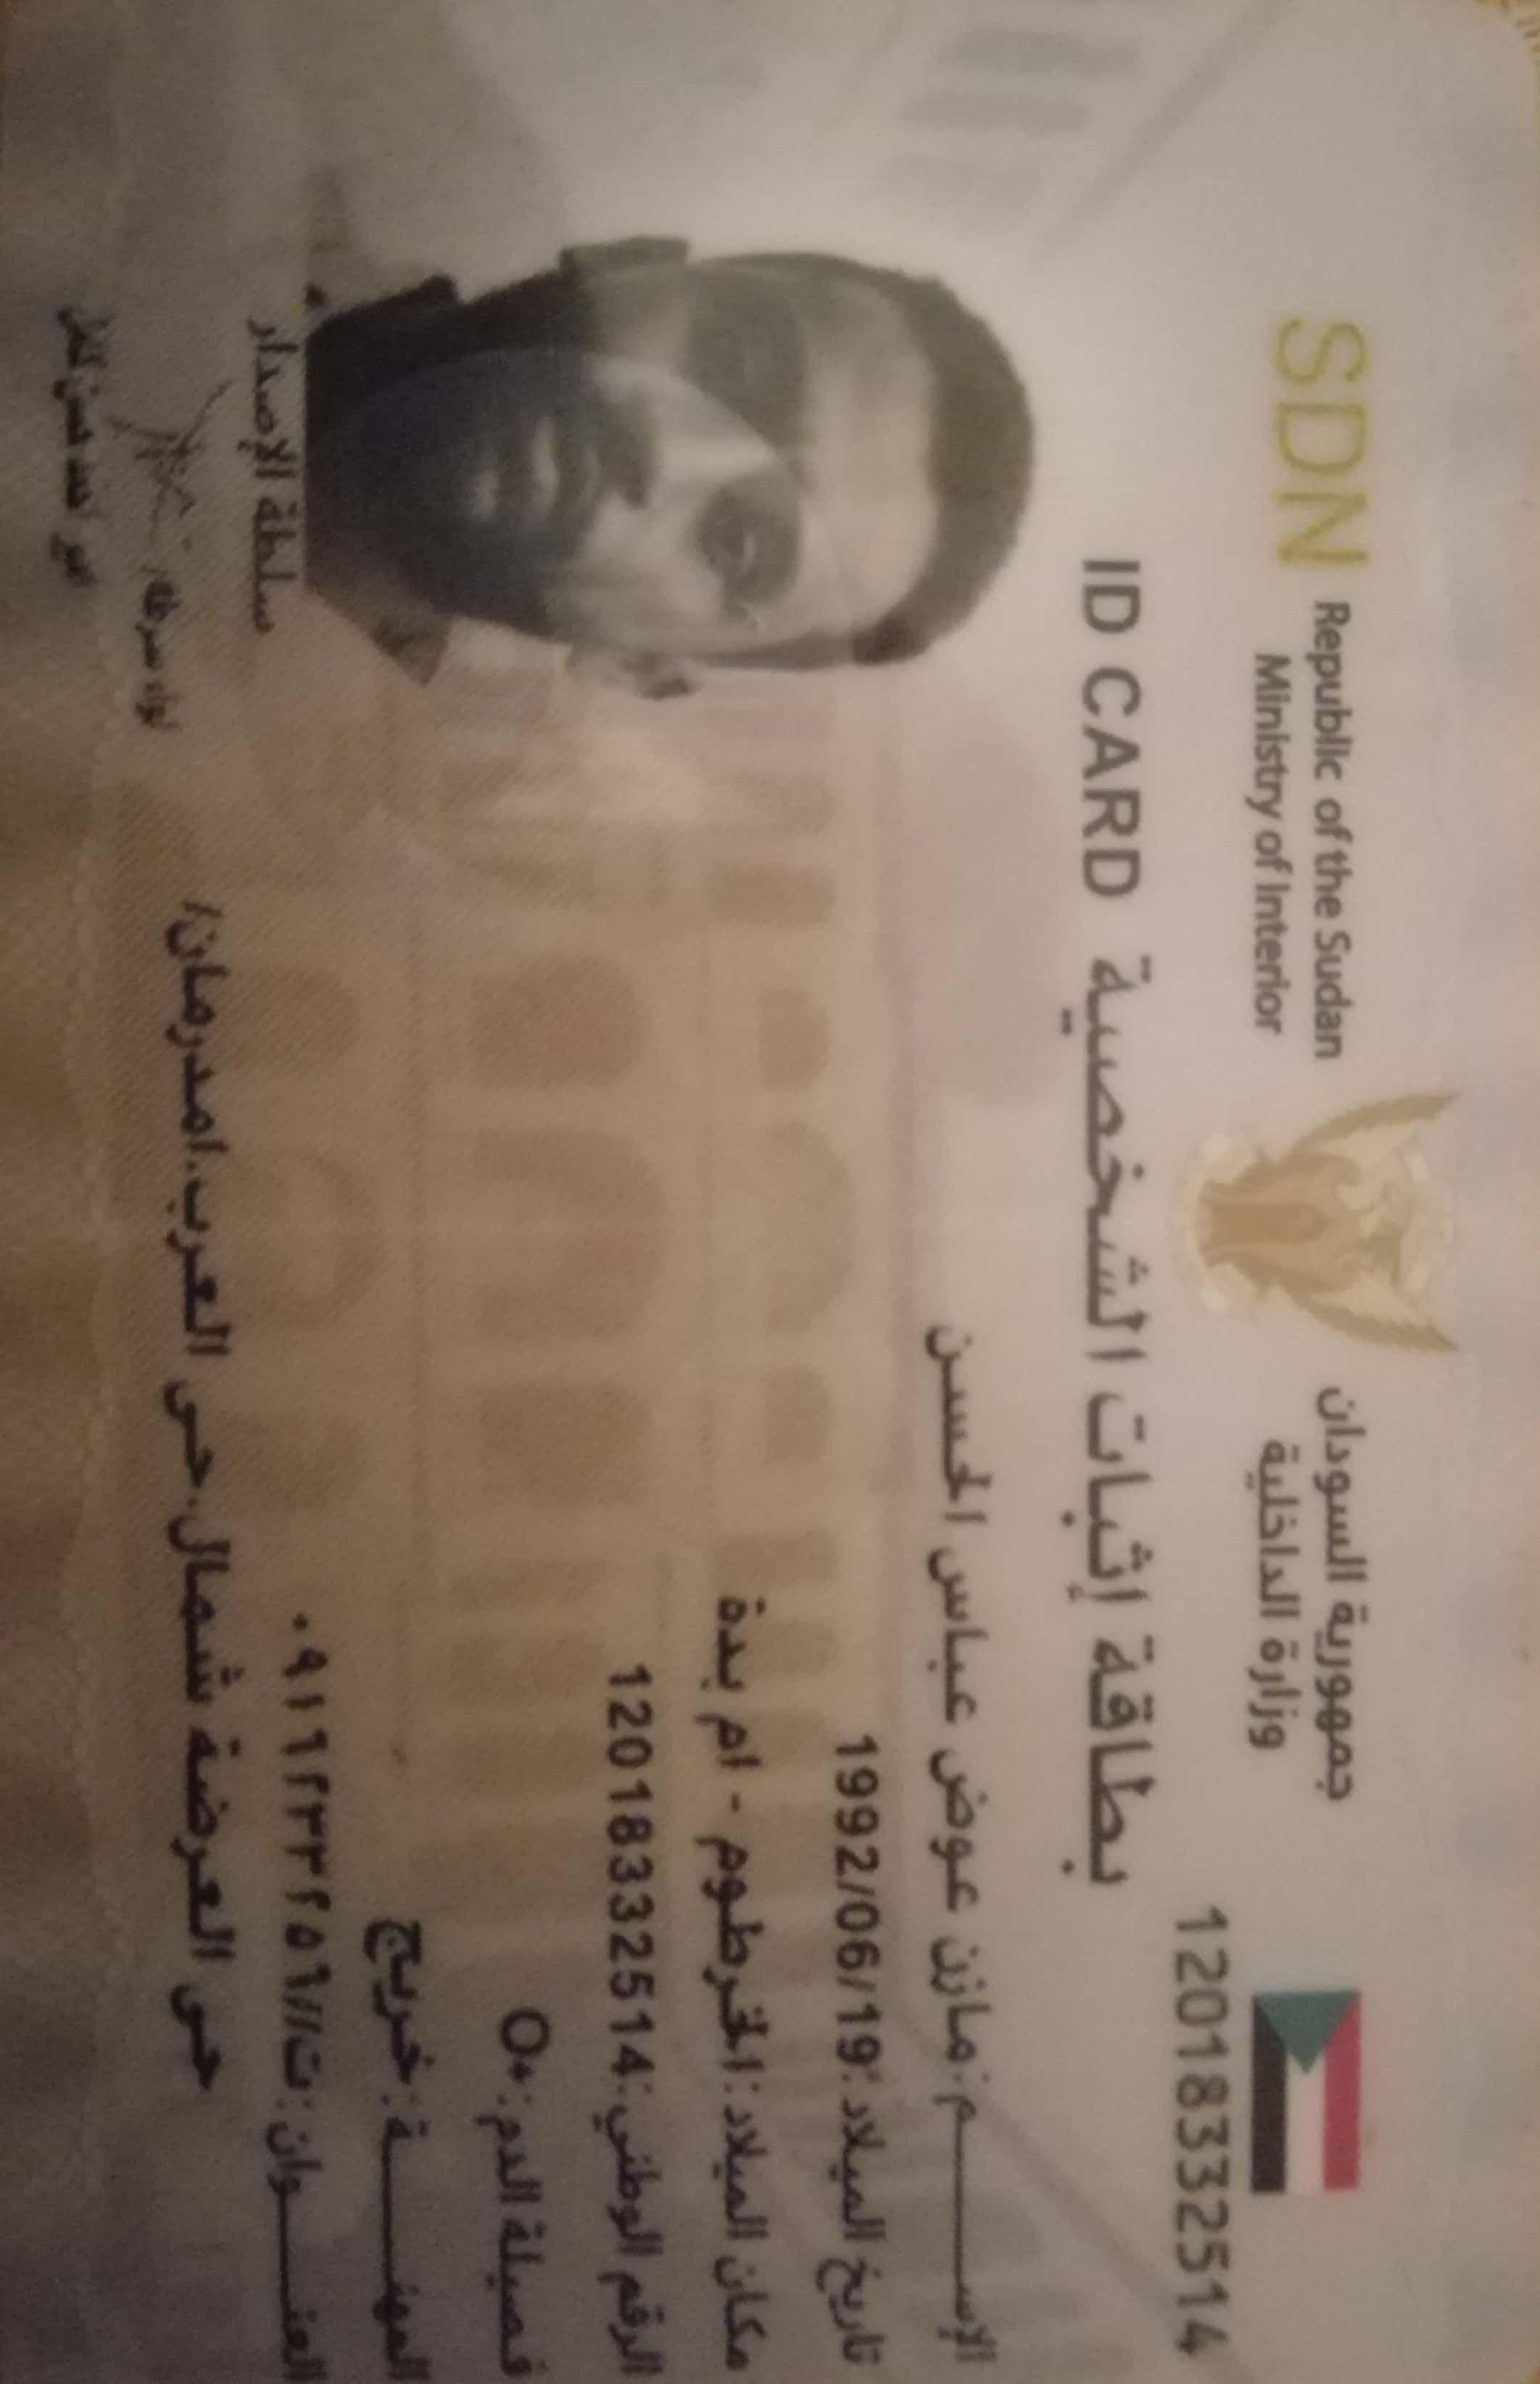 SDN
Republic of the Sudan
Ministry of Interior
جمهورية السودان
وزارة الداخلية
12018332514
بطاقة إثبات الشخصية ID CARD
الإسم: مازن عوض عباس الحسن
تاريخ الميلاد: 1992/06/19
مكان الميلاد: الخرطوم - ام بدة
الرقم الوطني: 12018332514
فصيلة الدم: O+
المهنة: خريج
العنوان: ت//٠٩١٦٢٣٣٢٥٦
حى العرضة شمال.حى العرب.امدرمان/
سلطة الإصدار
لواء شرطه/
امير احمد حسن